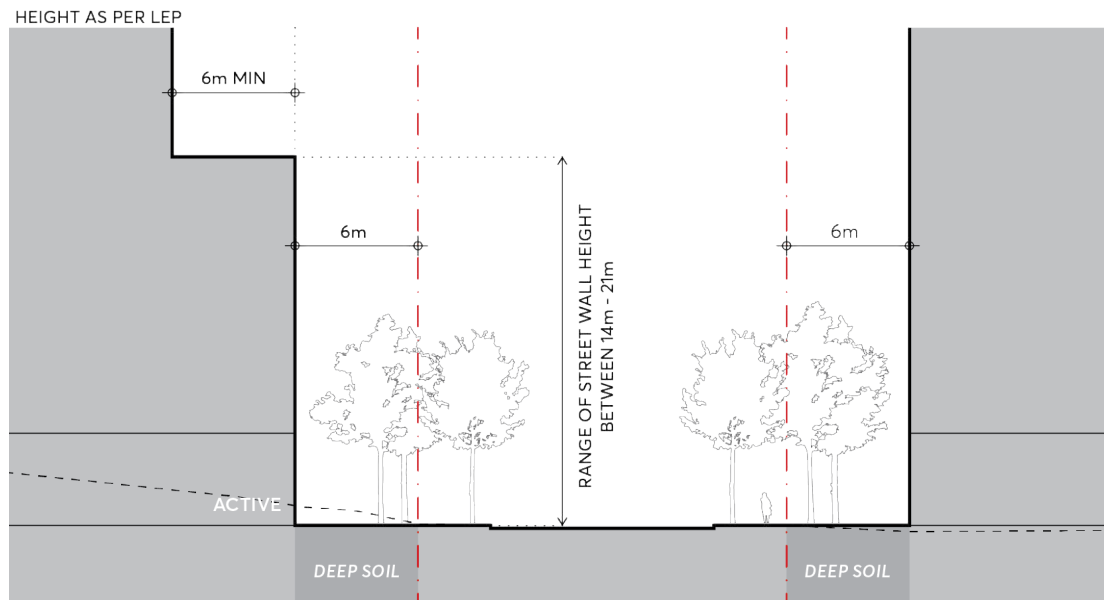 HEIGHT AS PER LEP
6m MIN
6m
6m
RANGE OF STREET WALL HEIGHT
BETWEEN 14m - 21m
ACTIVE
DEEP SOIL
DEEP SOIL